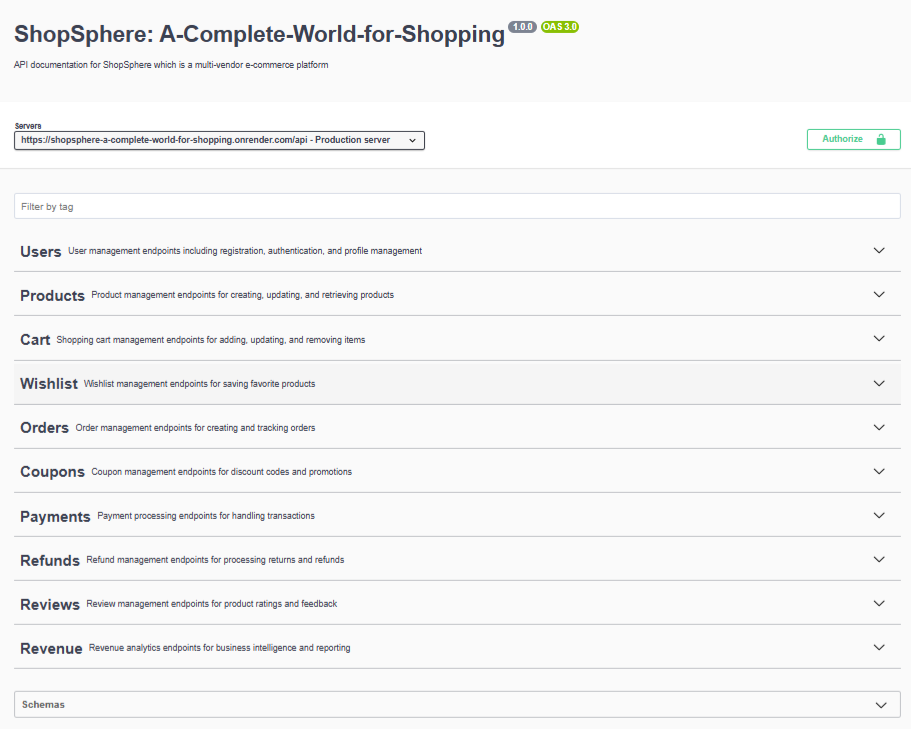 ShopSphere: A-Complete-World-for-Shopping 1.0.0 OAS 3.0
API documentation for ShopSphere which is a multi-vendor e-commerce platform
Servers
https://shopsphere-a-complete-world-for-shopping.onrender.com/api - Production server
Authorize
Filter by tag
Users User management endpoints including registration, authentication, and profile management
Products Product management endpoints for creating, updating, and retrieving products
Cart Shopping cart management endpoints for adding, updating, and removing items
Wishlist Wishlist management endpoints for saving favorite products
Orders Order management endpoints for creating and tracking orders
Coupons Coupon management endpoints for discount codes and promotions
Payments Payment processing endpoints for handling transactions
Refunds Refund management endpoints for processing returns and refunds
Reviews Review management endpoints for product ratings and feedback
Revenue Revenue analytics endpoints for business intelligence and reporting
Schemas